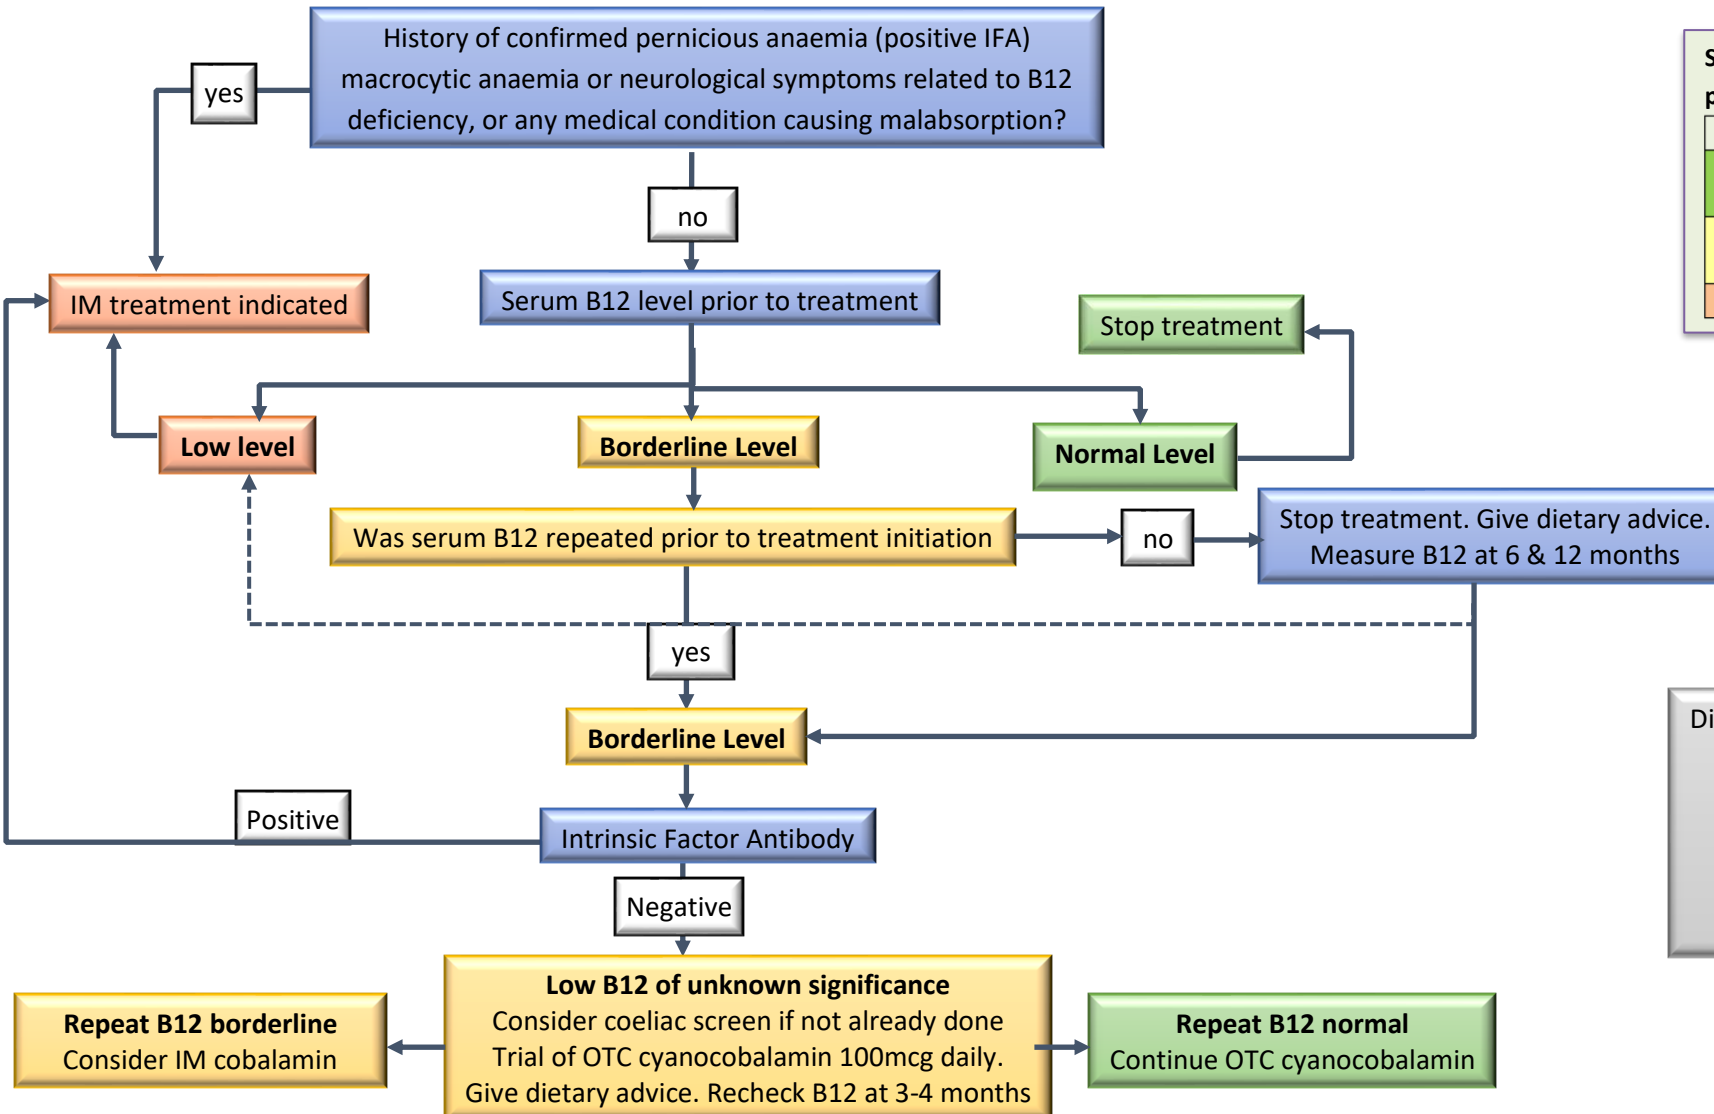 History of confirmed pernicious anaemia (positive IFA)
macrocytic anaemia or neurological symptoms related to B12
deficiency, or any medical condition causing malabsorption?
yes
no
IM treatment indicated
Serum B12 level prior to treatment
Stop treatment
Low level
Borderline Level
Normal Level
Was serum B12 repeated prior to treatment initiation
no
Stop treatment. Give dietary advice.
Measure B12 at 6 & 12 months
yes
Borderline Level
Positive
Intrinsic Factor Antibody
Negative
Low B12 of unknown significance
Consider coeliac screen if not already done
Trial of OTC cyanocobalamin 100mcg daily.
Give dietary advice. Recheck B12 at 3-4 months
Repeat B12 borderline
Consider IM cobalamin
Repeat B12 normal
Continue OTC cyanocobalamin